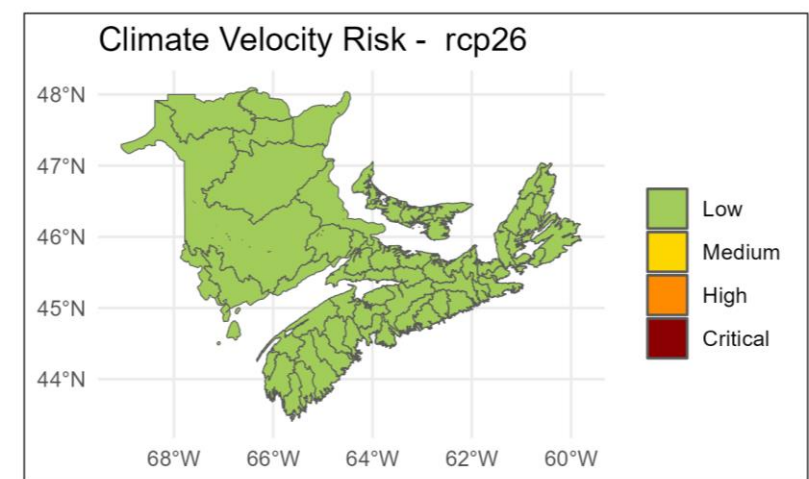 Climate Velocity Risk -  rcp26
48°N
47°N
46°N
45°N
44°N
68°W
66°W
64°W
62°W
60°W
Low
Medium
High
Critical